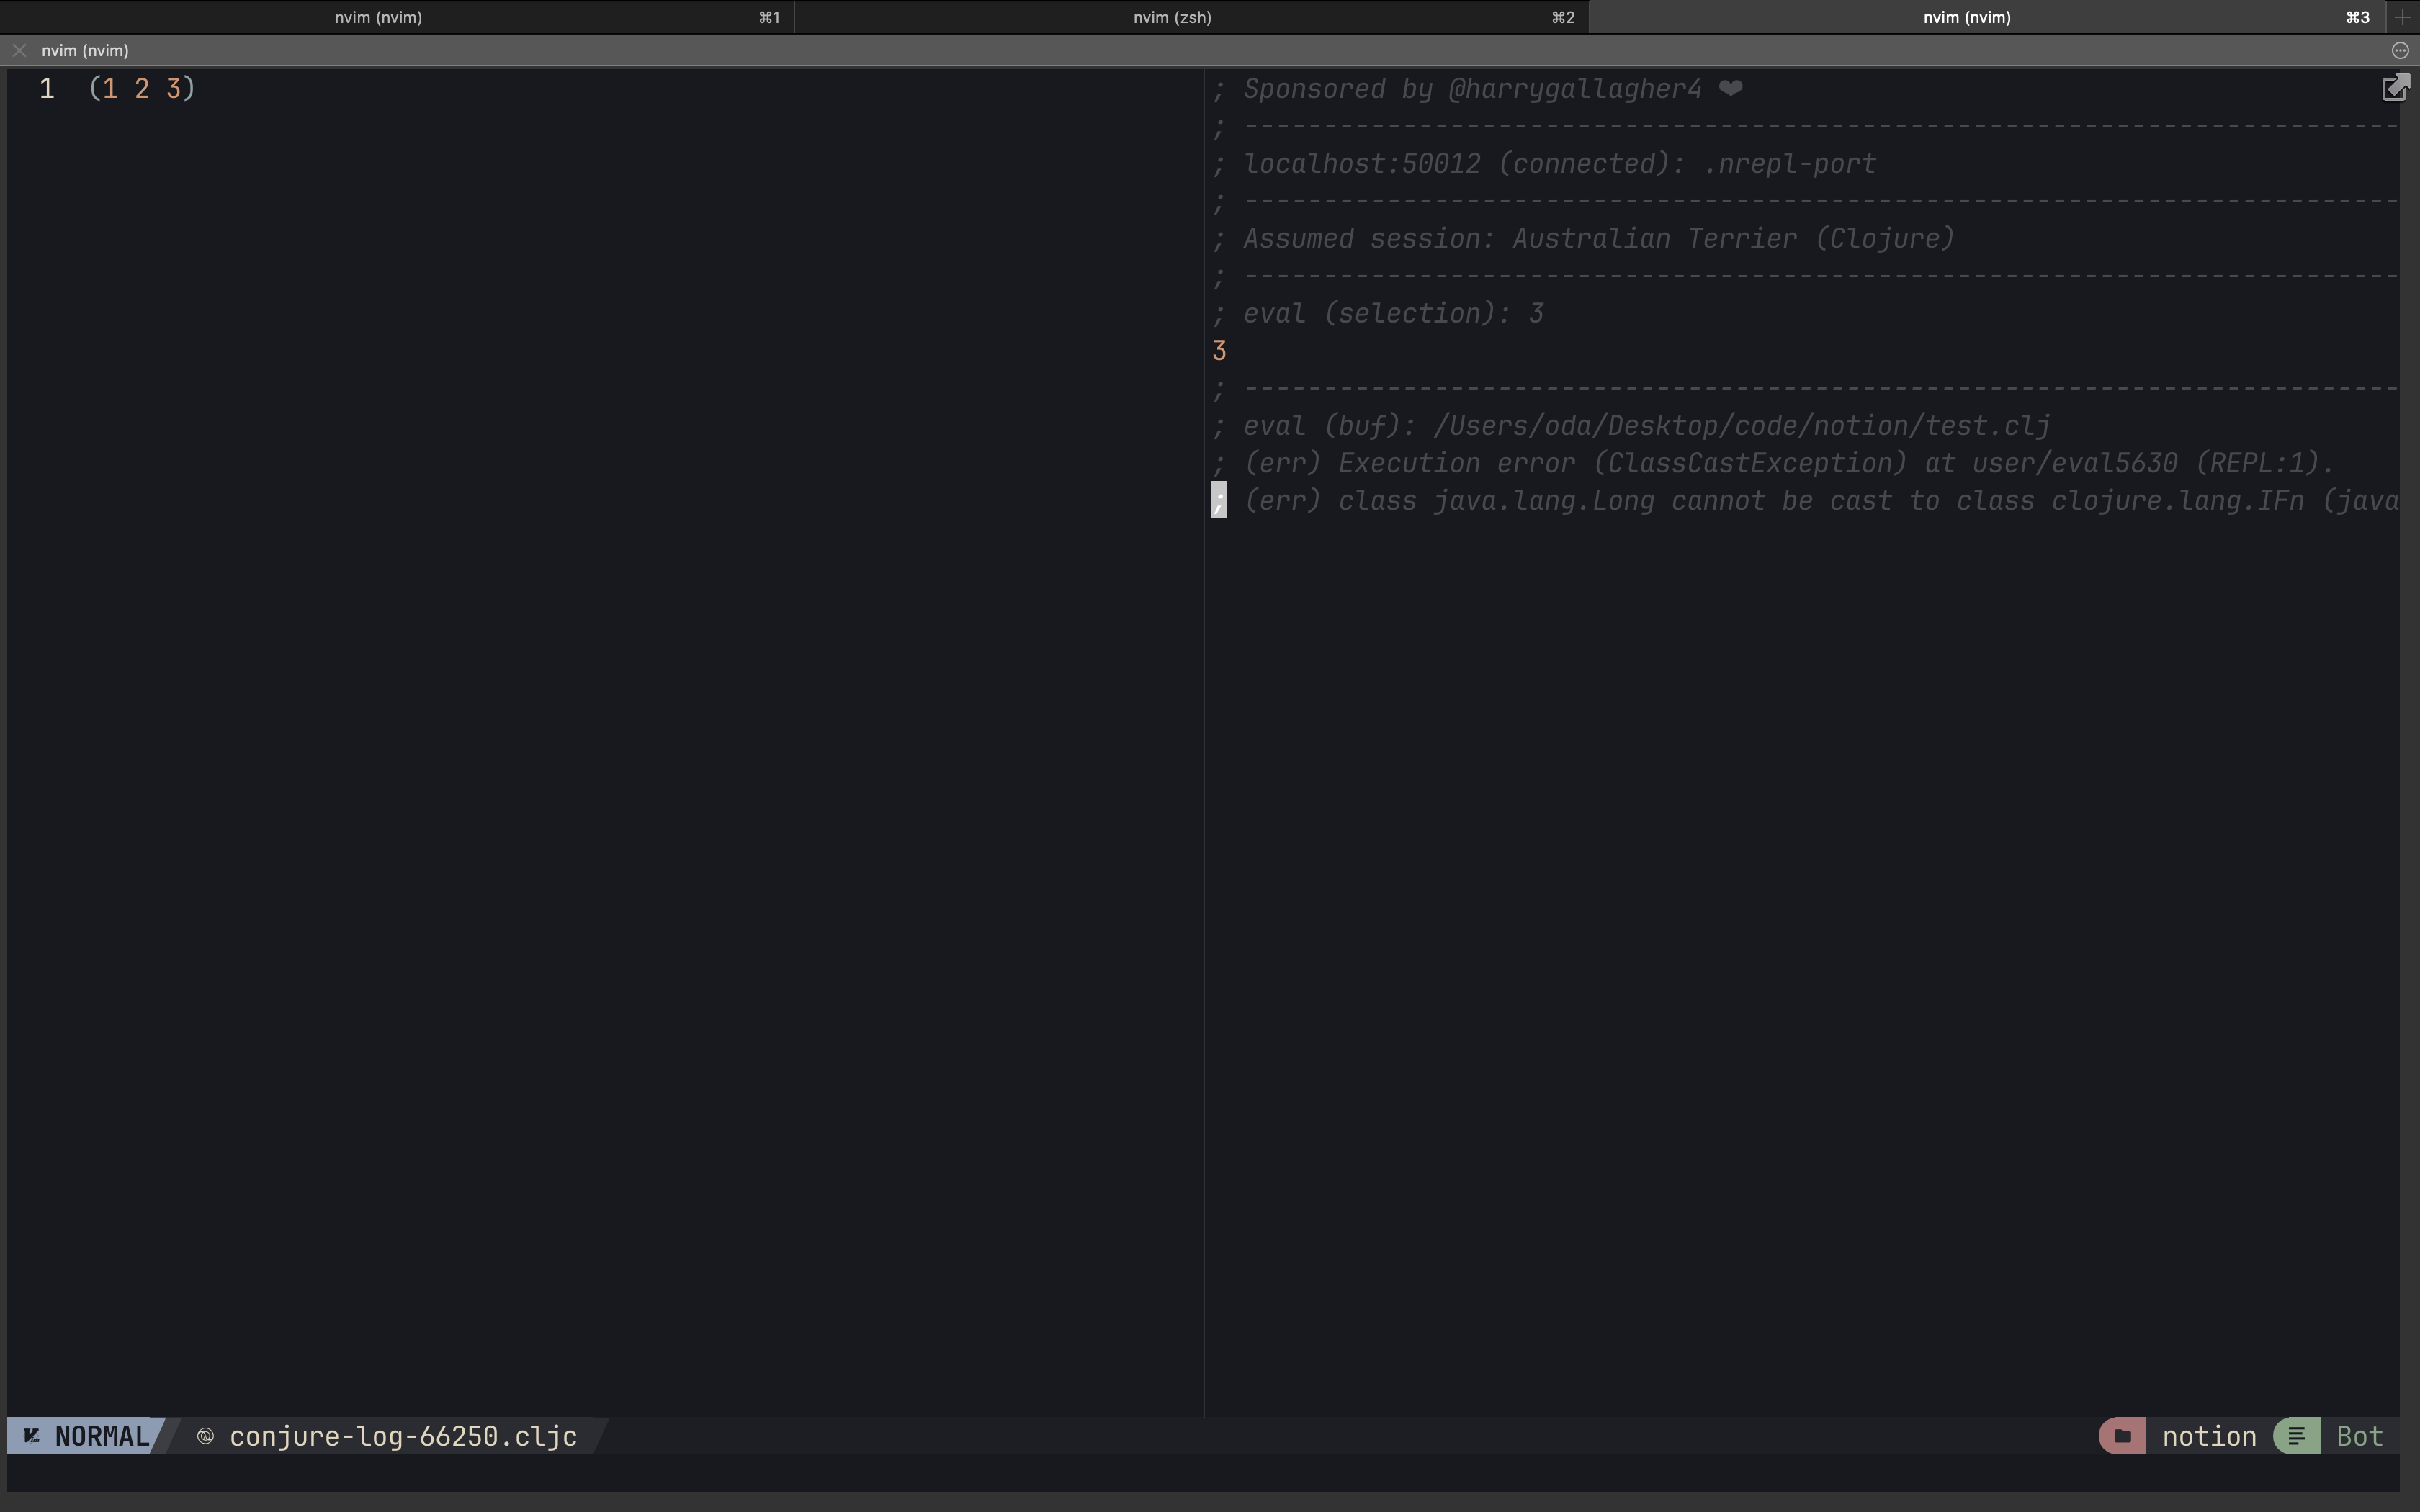 nvim (nvim) ⌘1 nvim (zsh) ⌘2 nvim (nvim) ⌘3
nvim (nvim)
1 (1 2 3)
; Sponsored by @harrygallagher4 ❤
; --------------------------------------------------------------------------
; localhost:50012 (connected): .nrepl-port
; --------------------------------------------------------------------------
; Assumed session: Australian Terrier (Clojure)
; --------------------------------------------------------------------------
; eval (selection): 3
3
; --------------------------------------------------------------------------
; eval (buf): /Users/oda/Desktop/code/notion/test.clj
; (err) Execution error (ClassCastException) at user/eval5630 (REPL:1).
; (err) class java.lang.Long cannot be cast to class clojure.lang.IFn (java
NORMAL conjure-log-66250.cljc notion Bot